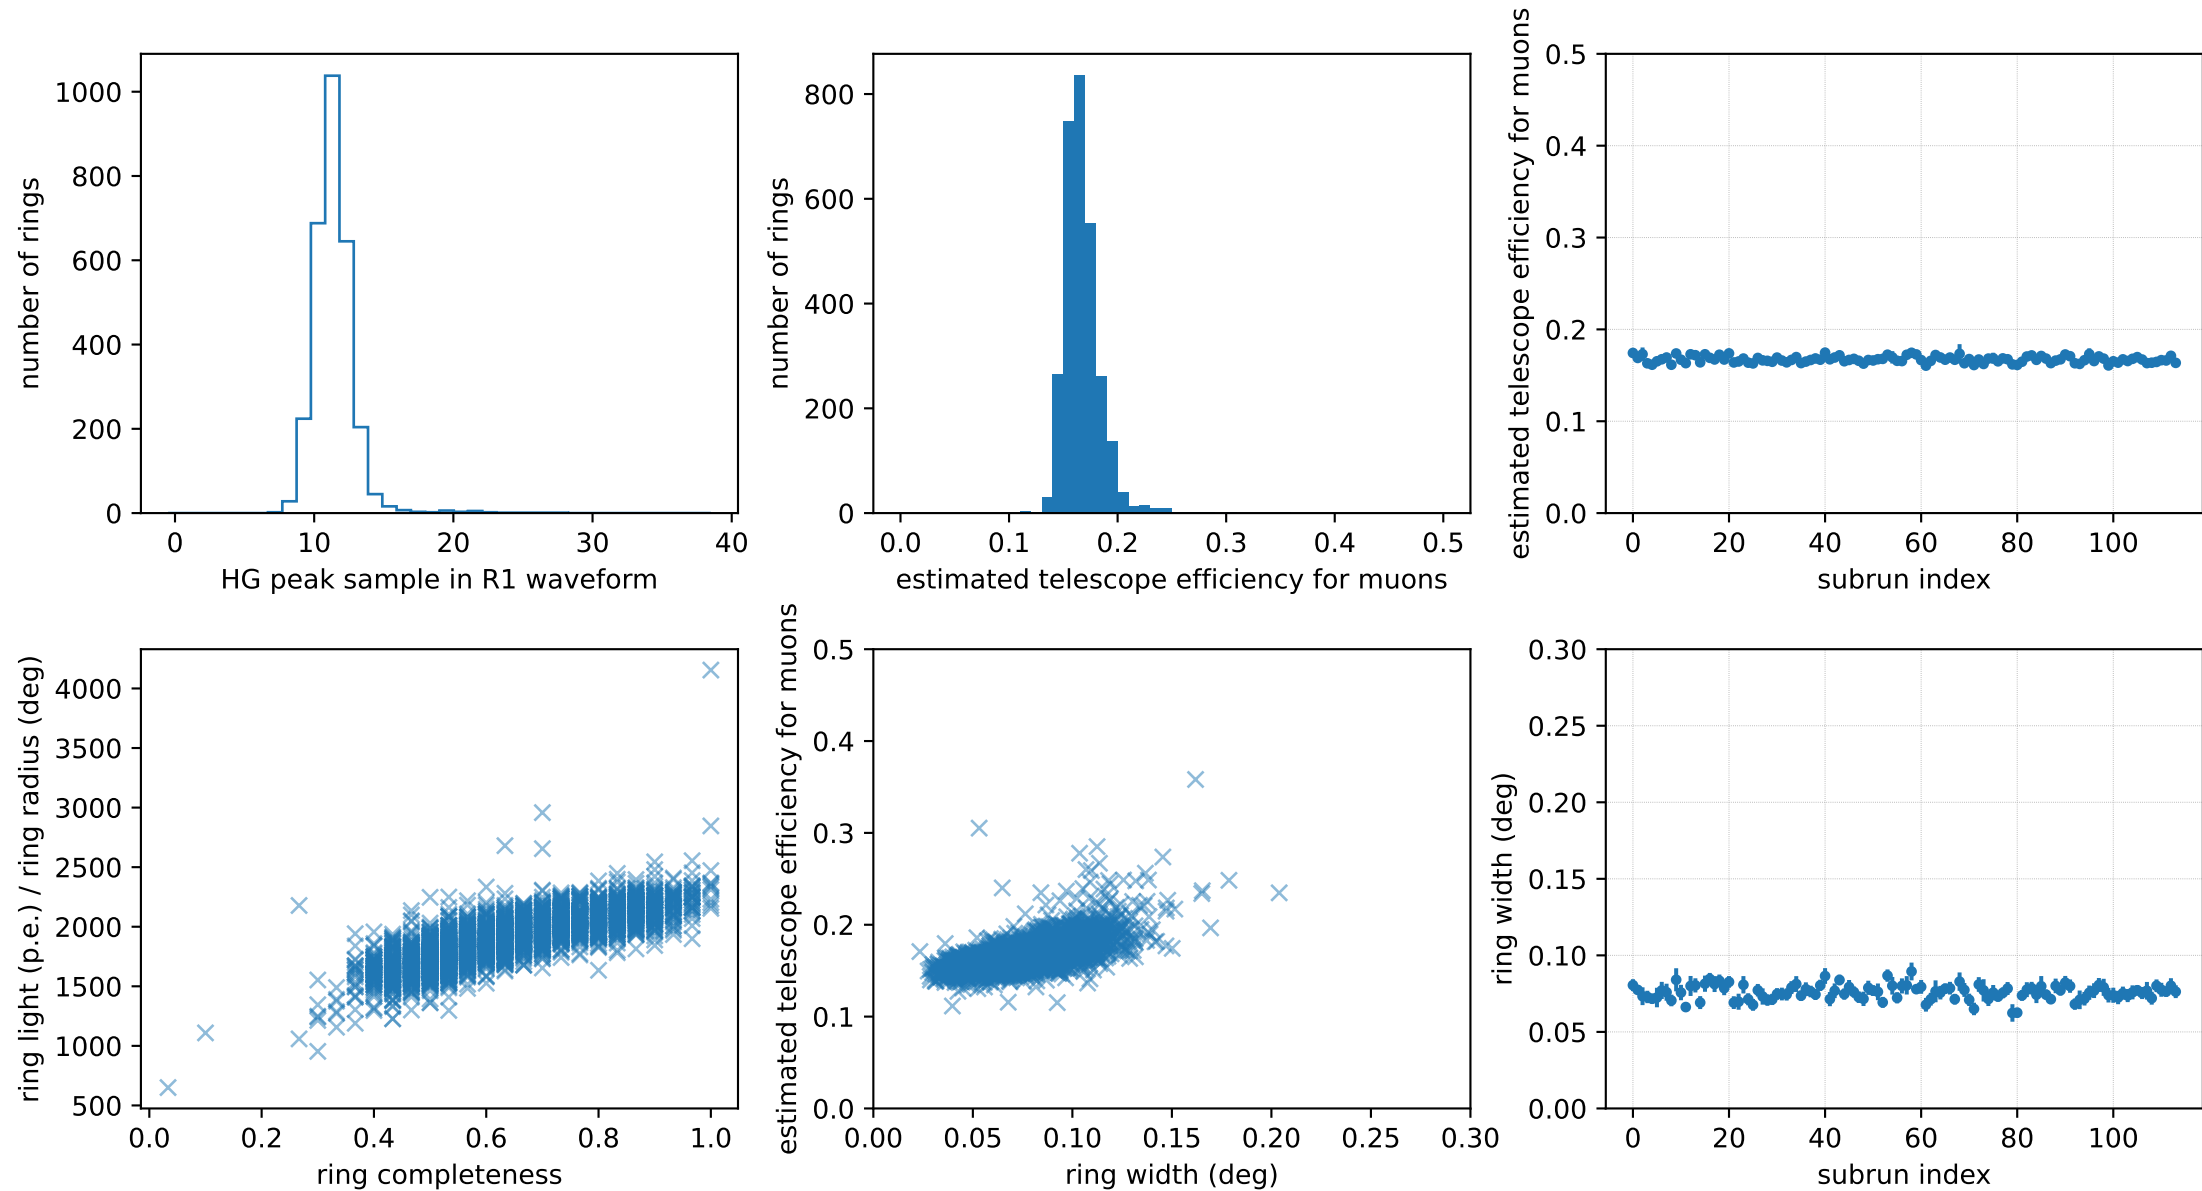 number of rings
1000
800
600
400
200
0
0 10 20 30 40
HG peak sample in R1 waveform
number of rings
800
600
400
200
0
0.0 0.1 0.2 0.3 0.4 0.5
estimated telescope efficiency for muons
estimated telescope efficiency for muons
0.5
0.4
0.3
0.2
0.1
0.0
0 20 40 60 80 100
subrun index
ring light (p.e.) / ring radius (deg)
4000
3500
3000
2500
2000
1500
1000
500
0.0 0.2 0.4 0.6 0.8 1.0
ring completeness
estimated telescope efficiency for muons
0.5
0.4
0.3
0.2
0.1
0.0
0.00 0.05 0.10 0.15 0.20 0.25 0.30
ring width (deg)
ring width (deg)
0.30
0.25
0.20
0.15
0.10
0.05
0.00
0 20 40 60 80 100
subrun index